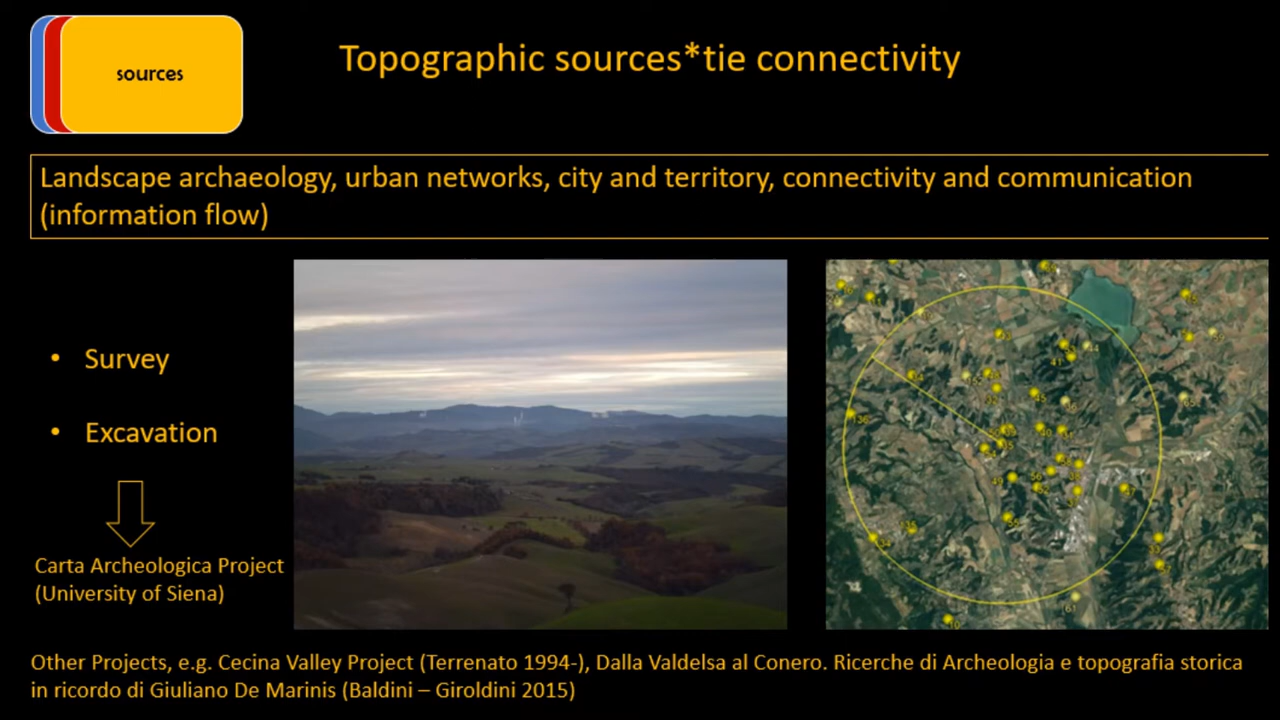 sources
Topographic sources*tie connectivity
Landscape archaeology, urban networks, city and territory, connectivity and communication
(information flow)
• Survey
• Excavation
Carta Archeologica Project
(University of Siena)
Other Projects, e.g. Cecina Valley Project (Terrenato 1994-), Dalla Valdelsa al Conero. Ricerche di Archeologia e topografia storica
in ricordo di Giuliano De Marinis (Baldini – Giroldini 2015)